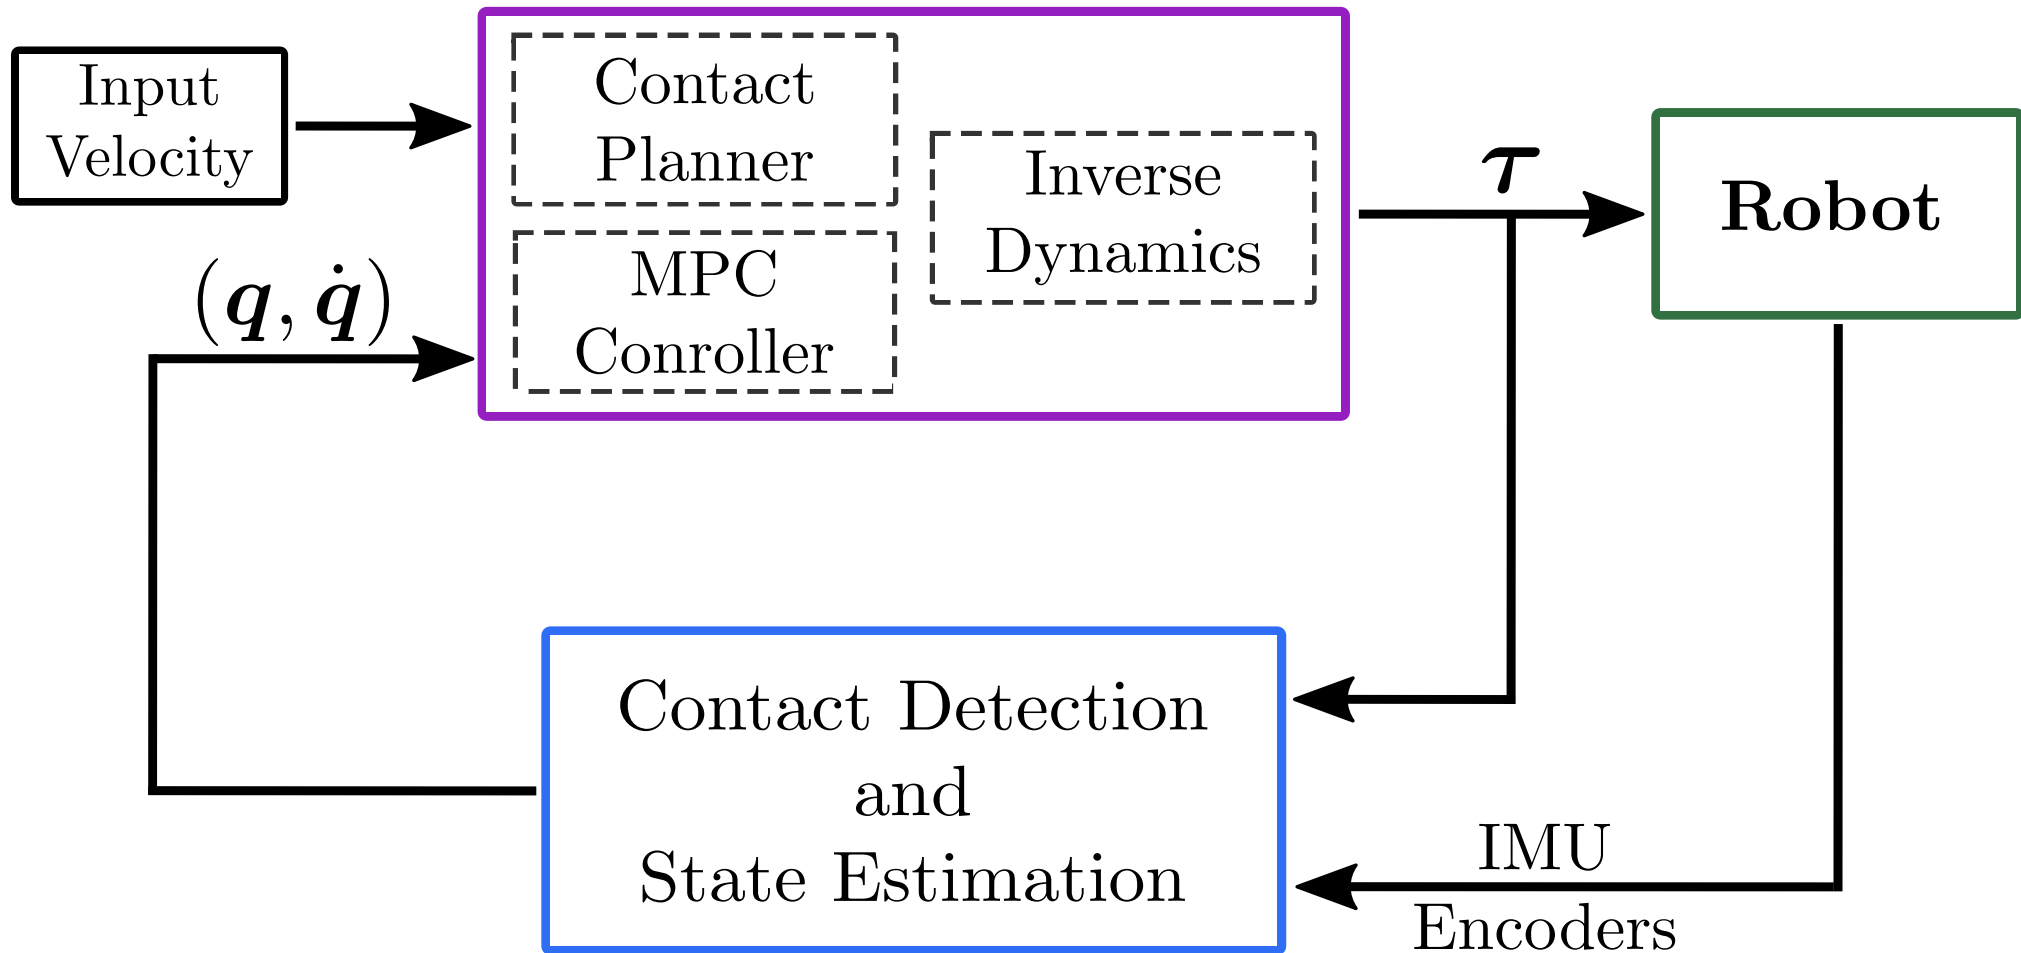 Input
Velocity
Contact
Planner
MPC
Conroller
Inverse
Dynamics
τ
Robot
(q, q̇)
Contact Detection
and
State Estimation
IMU
Encoders